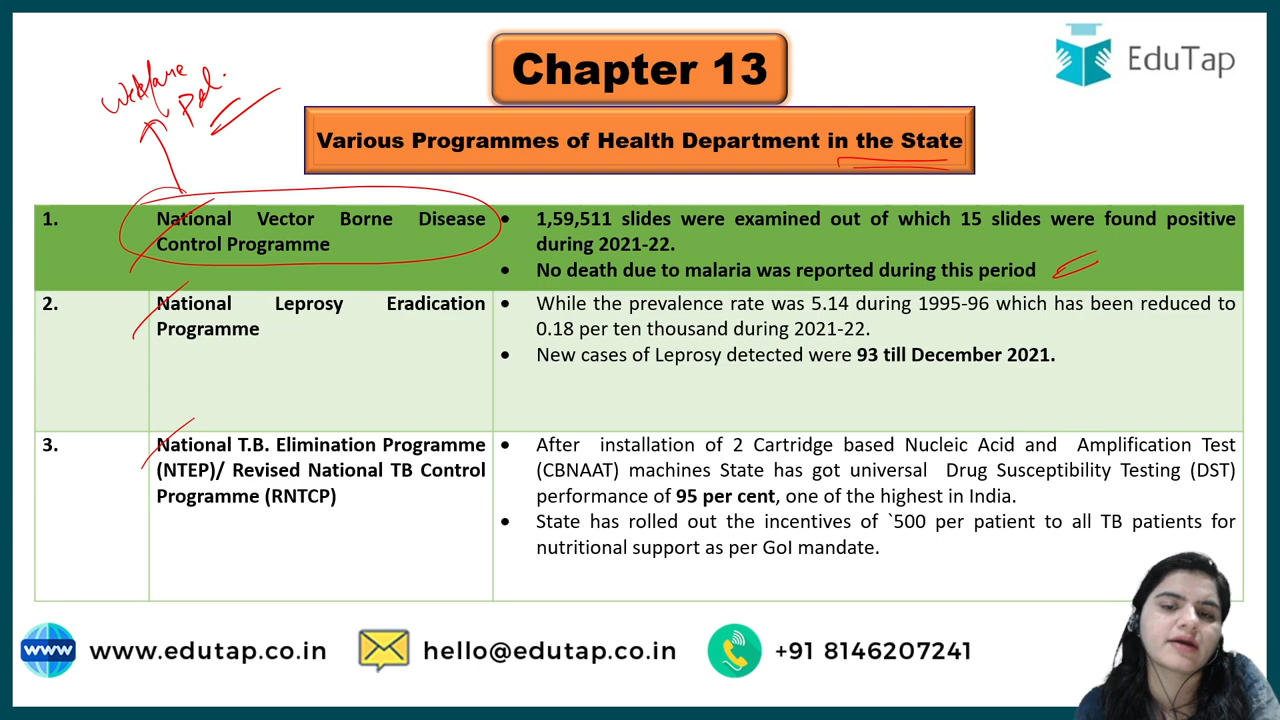 Chapter 13
EduTap
Welfare
Pol.
Various Programmes of Health Department in the State
1.
National Vector Borne Disease
Control Programme
• 1,59,511 slides were examined out of which 15 slides were found positive
during 2021-22.
• No death due to malaria was reported during this period
2.
National Leprosy Eradication
Programme
• While the prevalence rate was 5.14 during 1995-96 which has been reduced to
0.18 per ten thousand during 2021-22.
• New cases of Leprosy detected were 93 till December 2021.
3.
National T.B. Elimination Programme
(NTEP)/ Revised National TB Control
Programme (RNTCP)
• After installation of 2 Cartridge based Nucleic Acid and Amplification Test
(CBNAAT) machines State has got universal Drug Susceptibility Testing (DST)
performance of 95 per cent, one of the highest in India.
• State has rolled out the incentives of `500 per patient to all TB patients for
nutritional support as per GoI mandate.
www
www.edutap.co.in
hello@edutap.co.in
+91 8146207241